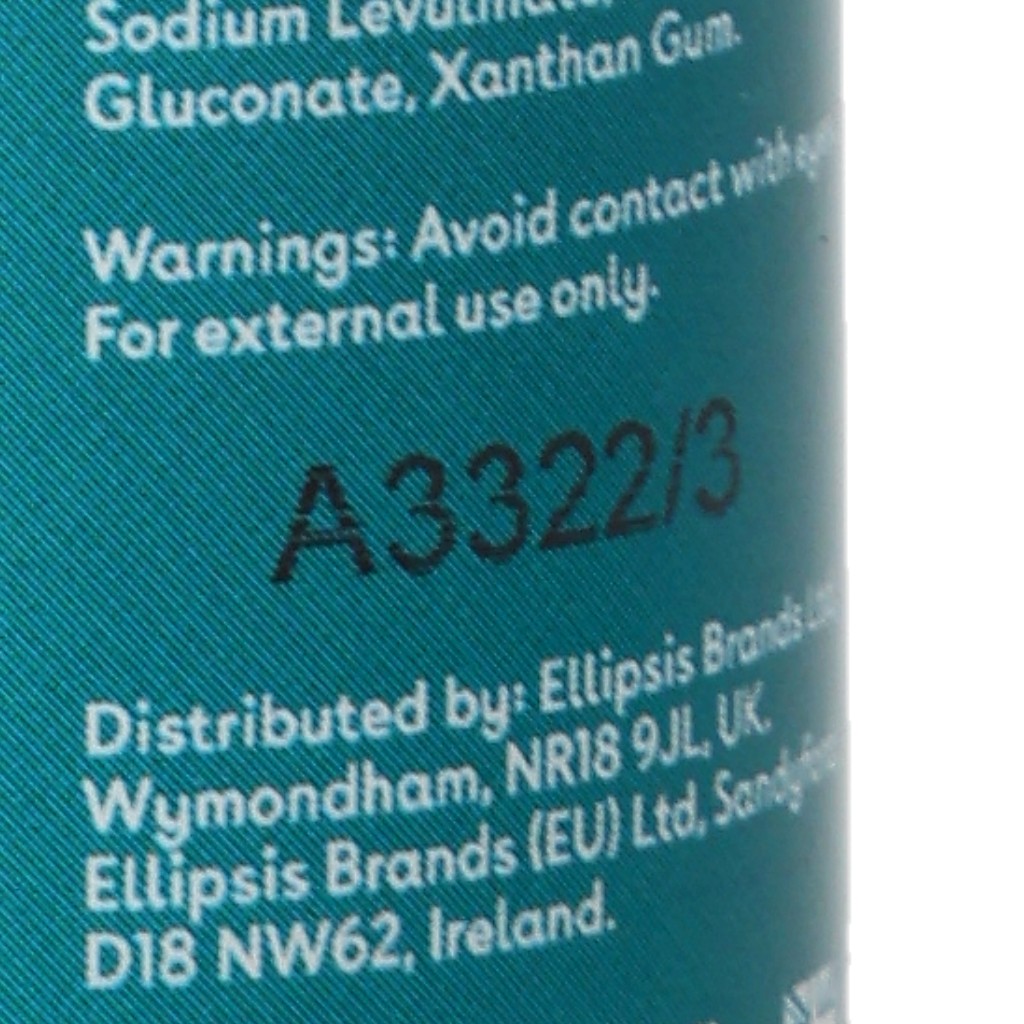 Sodium Levulinate,
Gluconate, Xanthan Gum.
Warnings: Avoid contact with
For external use only.
A3322/3
Distributed by: Ellipsis Brands
Wymondham, NR18 9JL, UK.
Ellipsis Brands (EU) Ltd,
D18 NW62, Ireland.